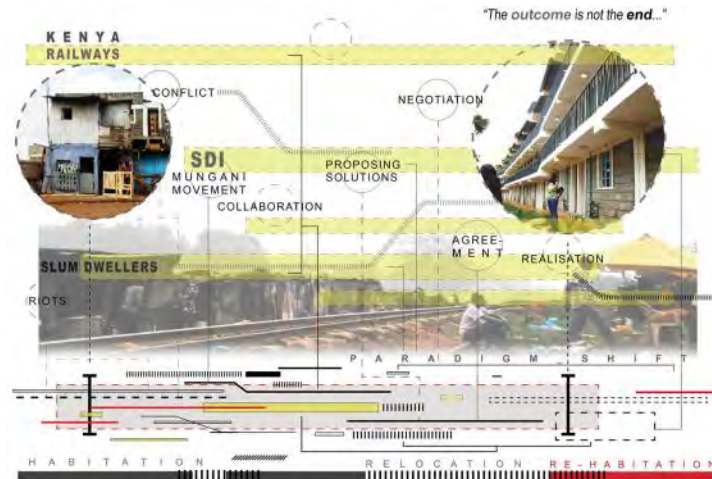 "The outcome is not the end..."
KENYA
RAILWAYS
CONFLICT
NEGOTIATION
SDI
MUNGANI
MOVEMENT
PROPOSING
SOLUTIONS
COLLABORATION
AGREE-
MENT
SLUM DWELLERS
REALISATION
RIOTS
PARADIGM SHIFT
HABITATION
RELOCATION
RE-HABITATION